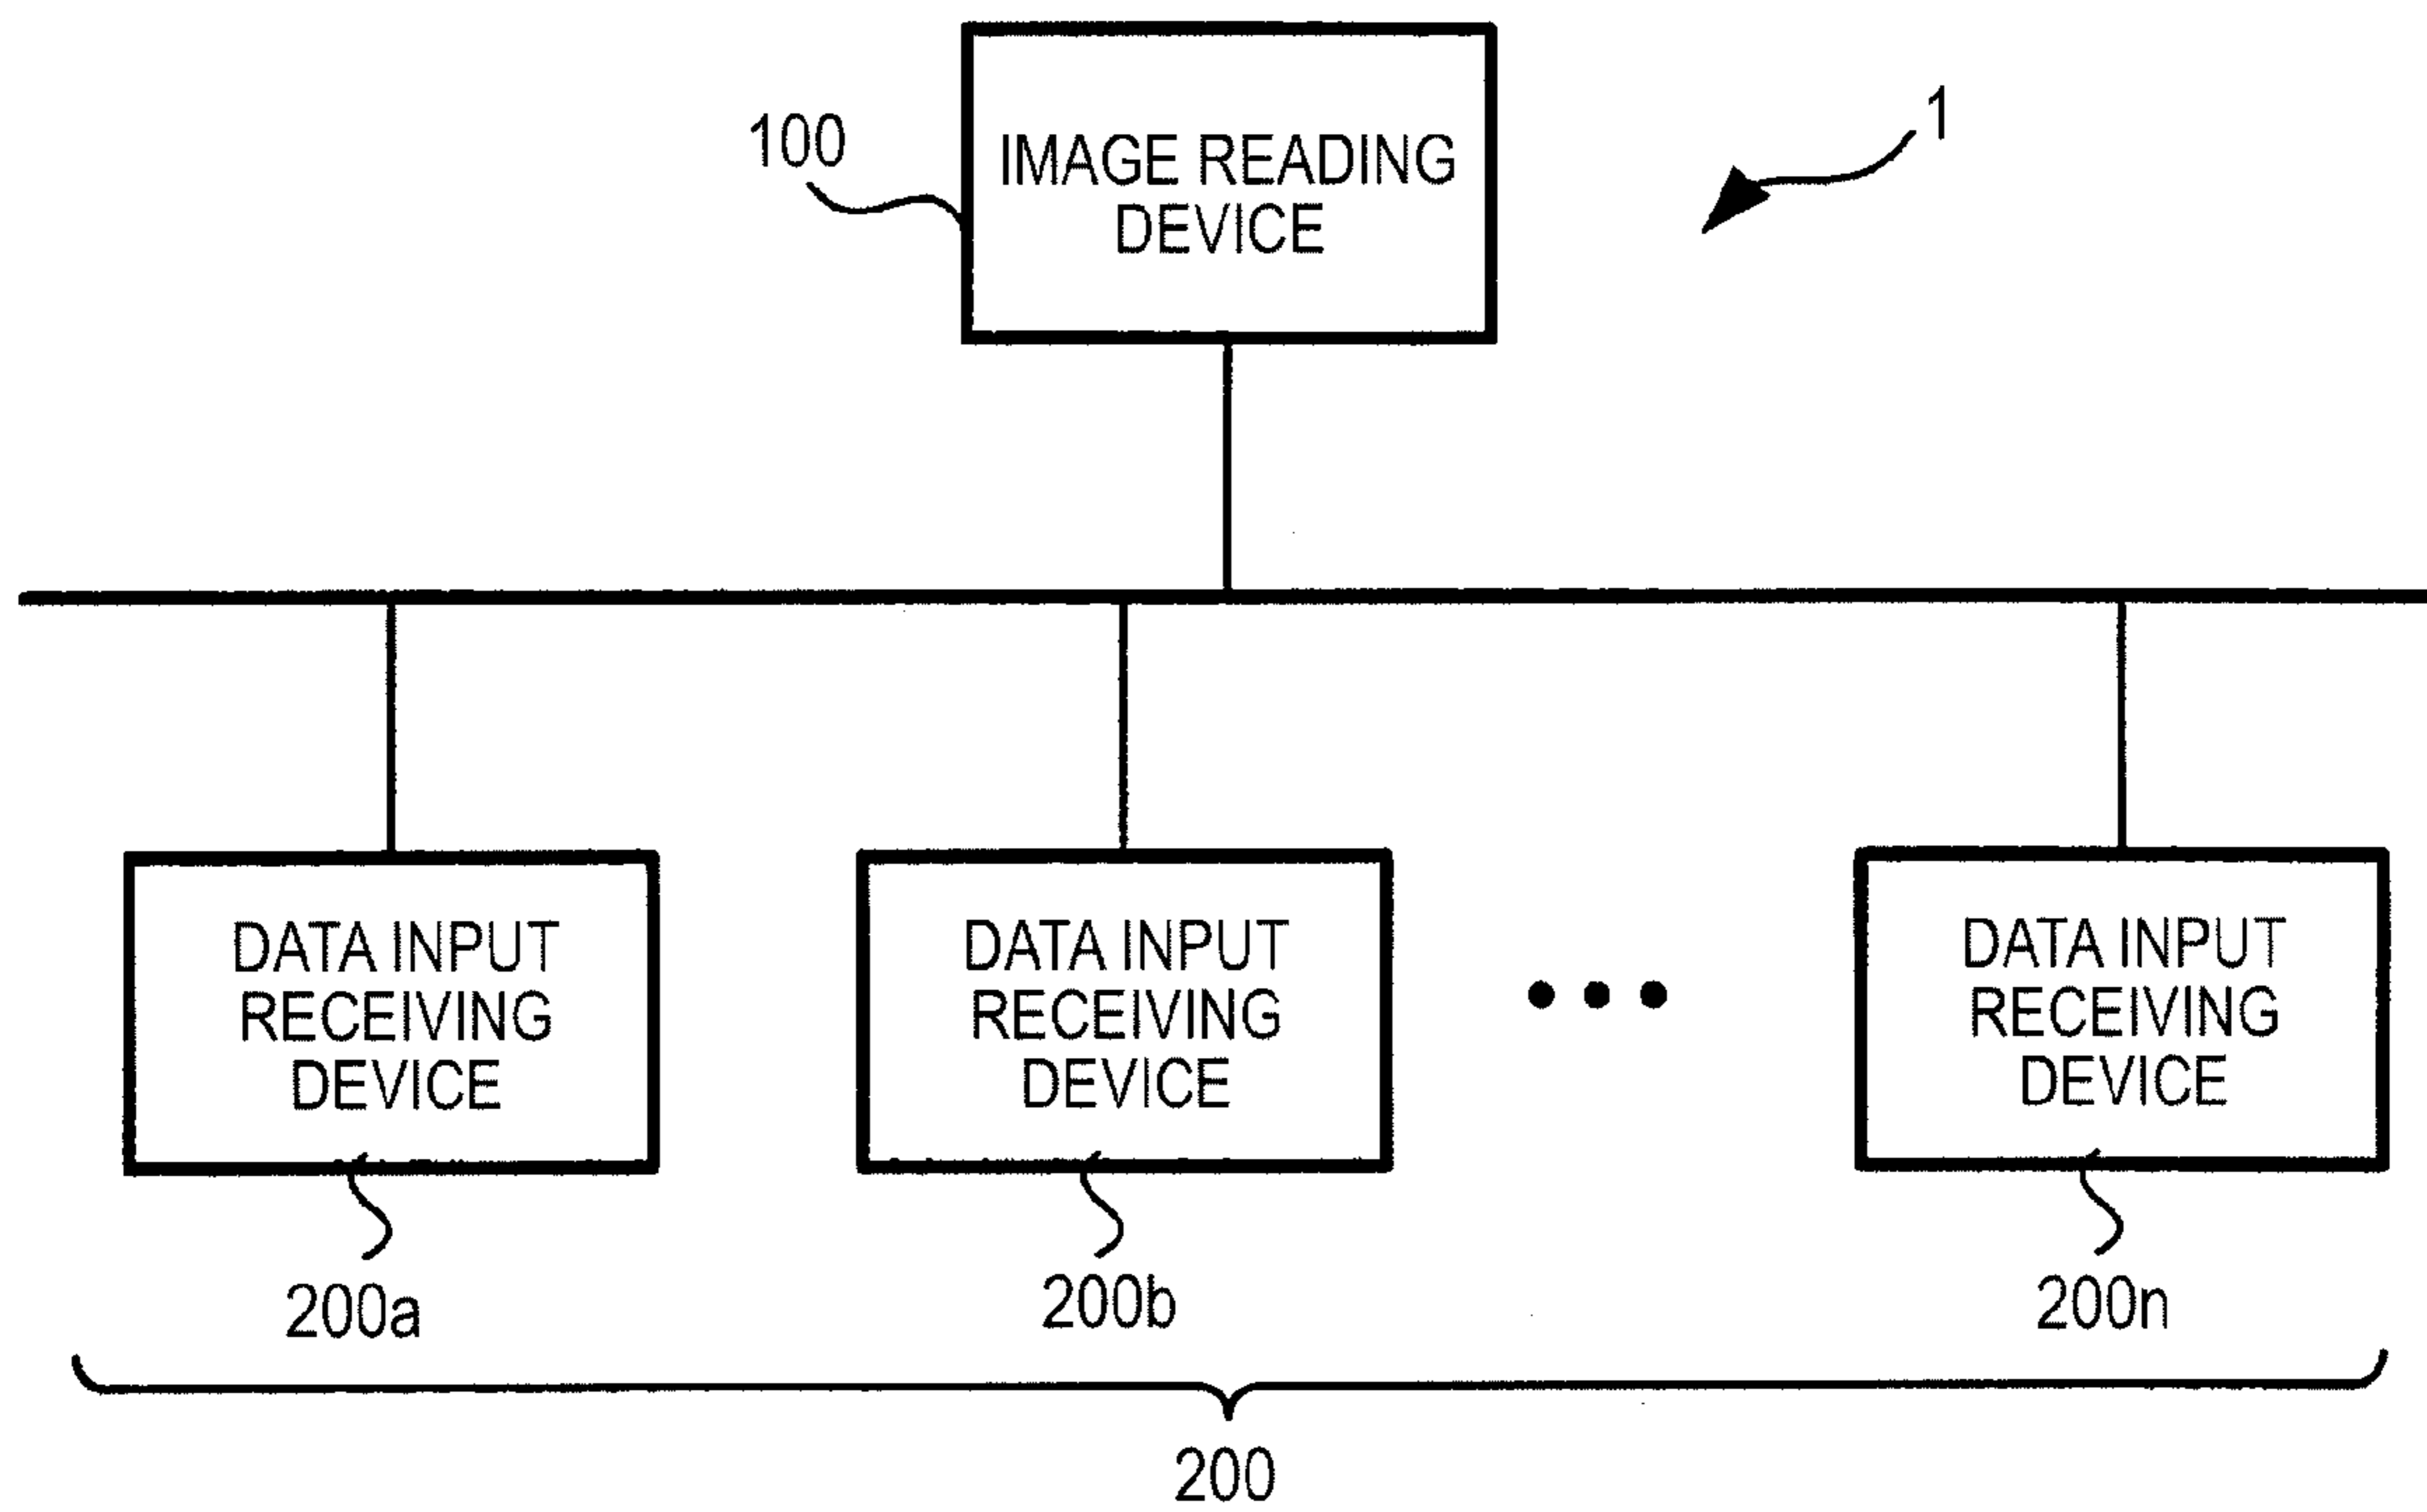 1
100
IMAGE READING
DEVICE
DATA INPUT
RECEIVING
DEVICE
DATA INPUT
RECEIVING
DEVICE
DATA INPUT
RECEIVING
DEVICE
200a
200b
200n
200